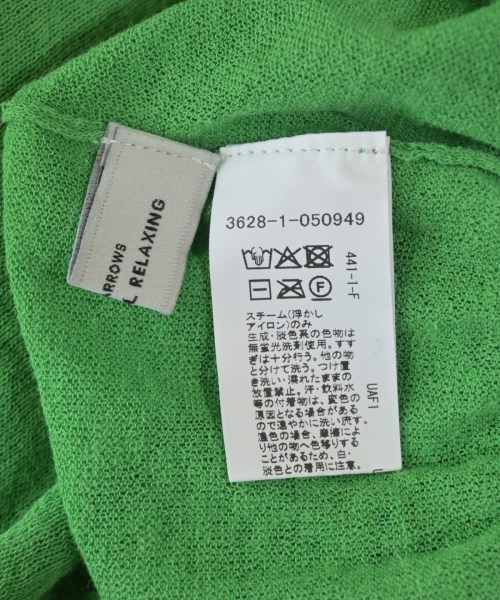 ARROWS
L RELAXING
3628-1-050949
441-1-F
F
スチーム(浮かし
アイロン)のみ
生成・淡色系の色物は
無蛍光洗剤使用。すす
ぎは十分行う。他の物
と分けて洗う。つけ置
き洗い・濡れたままの
放置禁止。汗・飲料水
等の付着物は、変色の
原因となる場合がある
ので速やかに洗い流す。
濃色の場合、摩擦によ
り他の物へ色移りする
ことがあるため、白・
淡色との着用に注意。
UAF1